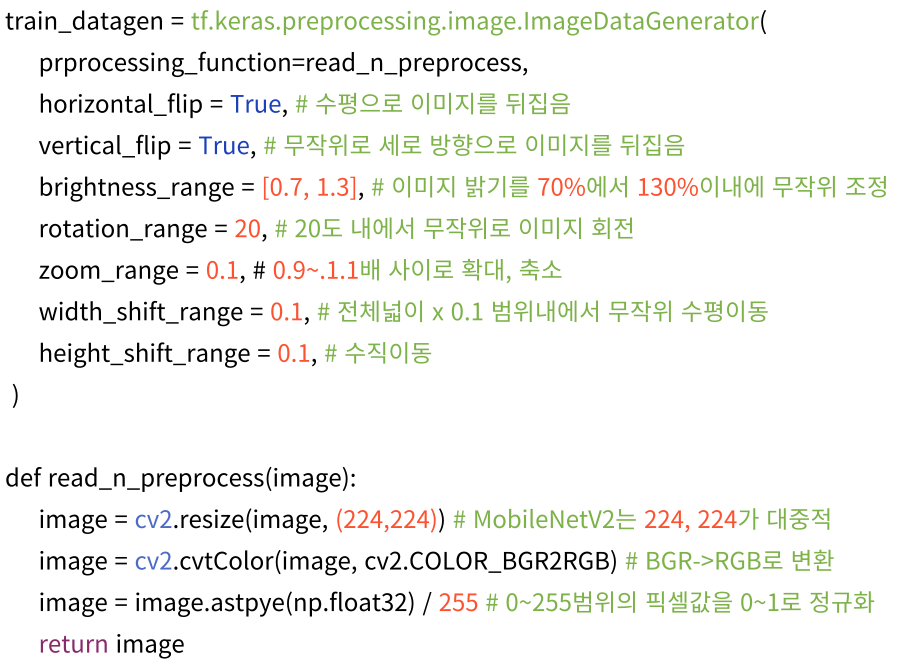 train_datagen = tf.keras.preprocessing.image.ImageDataGenerator(
prprocessing_function=read_n_preprocess,
horizontal_flip = True, # 수평으로 이미지를 뒤집음
vertical_flip = True, # 무작위로 세로 방향으로 이미지를 뒤집음
brightness_range = [0.7, 1.3], # 이미지 밝기를 70%에서 130%이내에 무작위 조정
rotation_range = 20, # 20도 내에서 무작위로 이미지 회전
zoom_range = 0.1, # 0.9~.1.1배 사이로 확대, 축소
width_shift_range = 0.1, # 전체넓이 x 0.1 범위내에서 무작위 수평이동
height_shift_range = 0.1, # 수직이동
)
def read_n_preprocess(image):
image = cv2.resize(image, (224,224)) # MobileNetV2는 224, 224가 대중적
image = cv2.cvtColor(image, cv2.COLOR_BGR2RGB) # BGR->RGB로 변환
image = image.astpye(np.float32) / 255 # 0~255범위의 픽셀값을 0~1로 정규화
return image